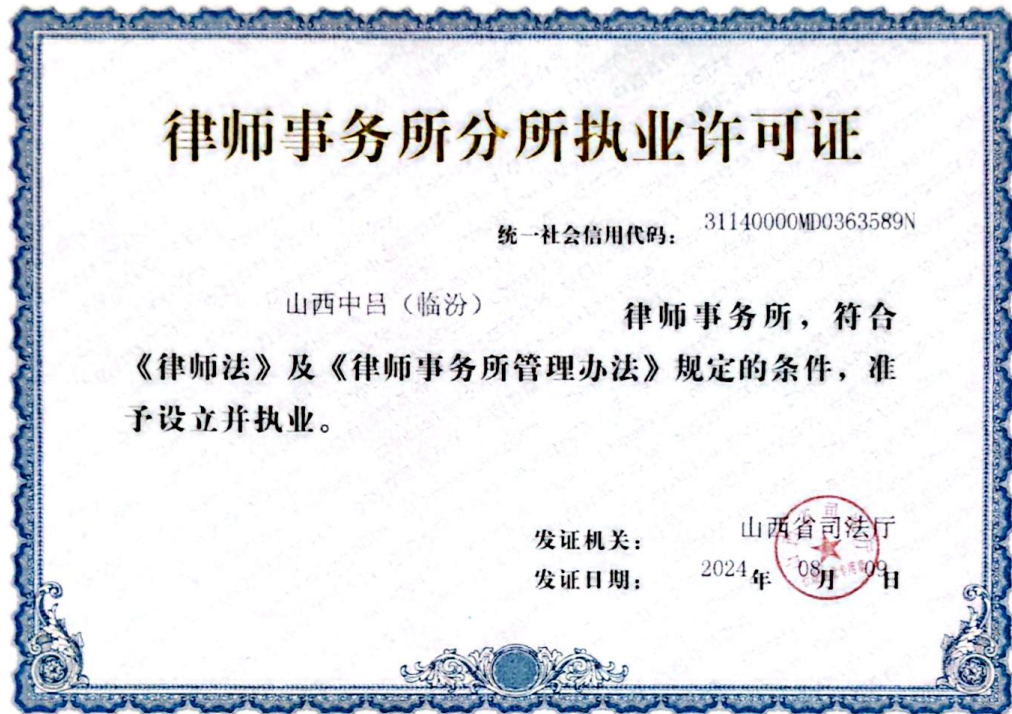 律师事务所分所执业许可证
统一社会信用代码: 31140000MD0363589N
山西中吕（临汾） 律师事务所，符合
《律师法》及《律师事务所管理办法》规定的条件，准
予设立并执业。
发证机关: 山西省司法厅
发证日期: 2024年 08月 09日